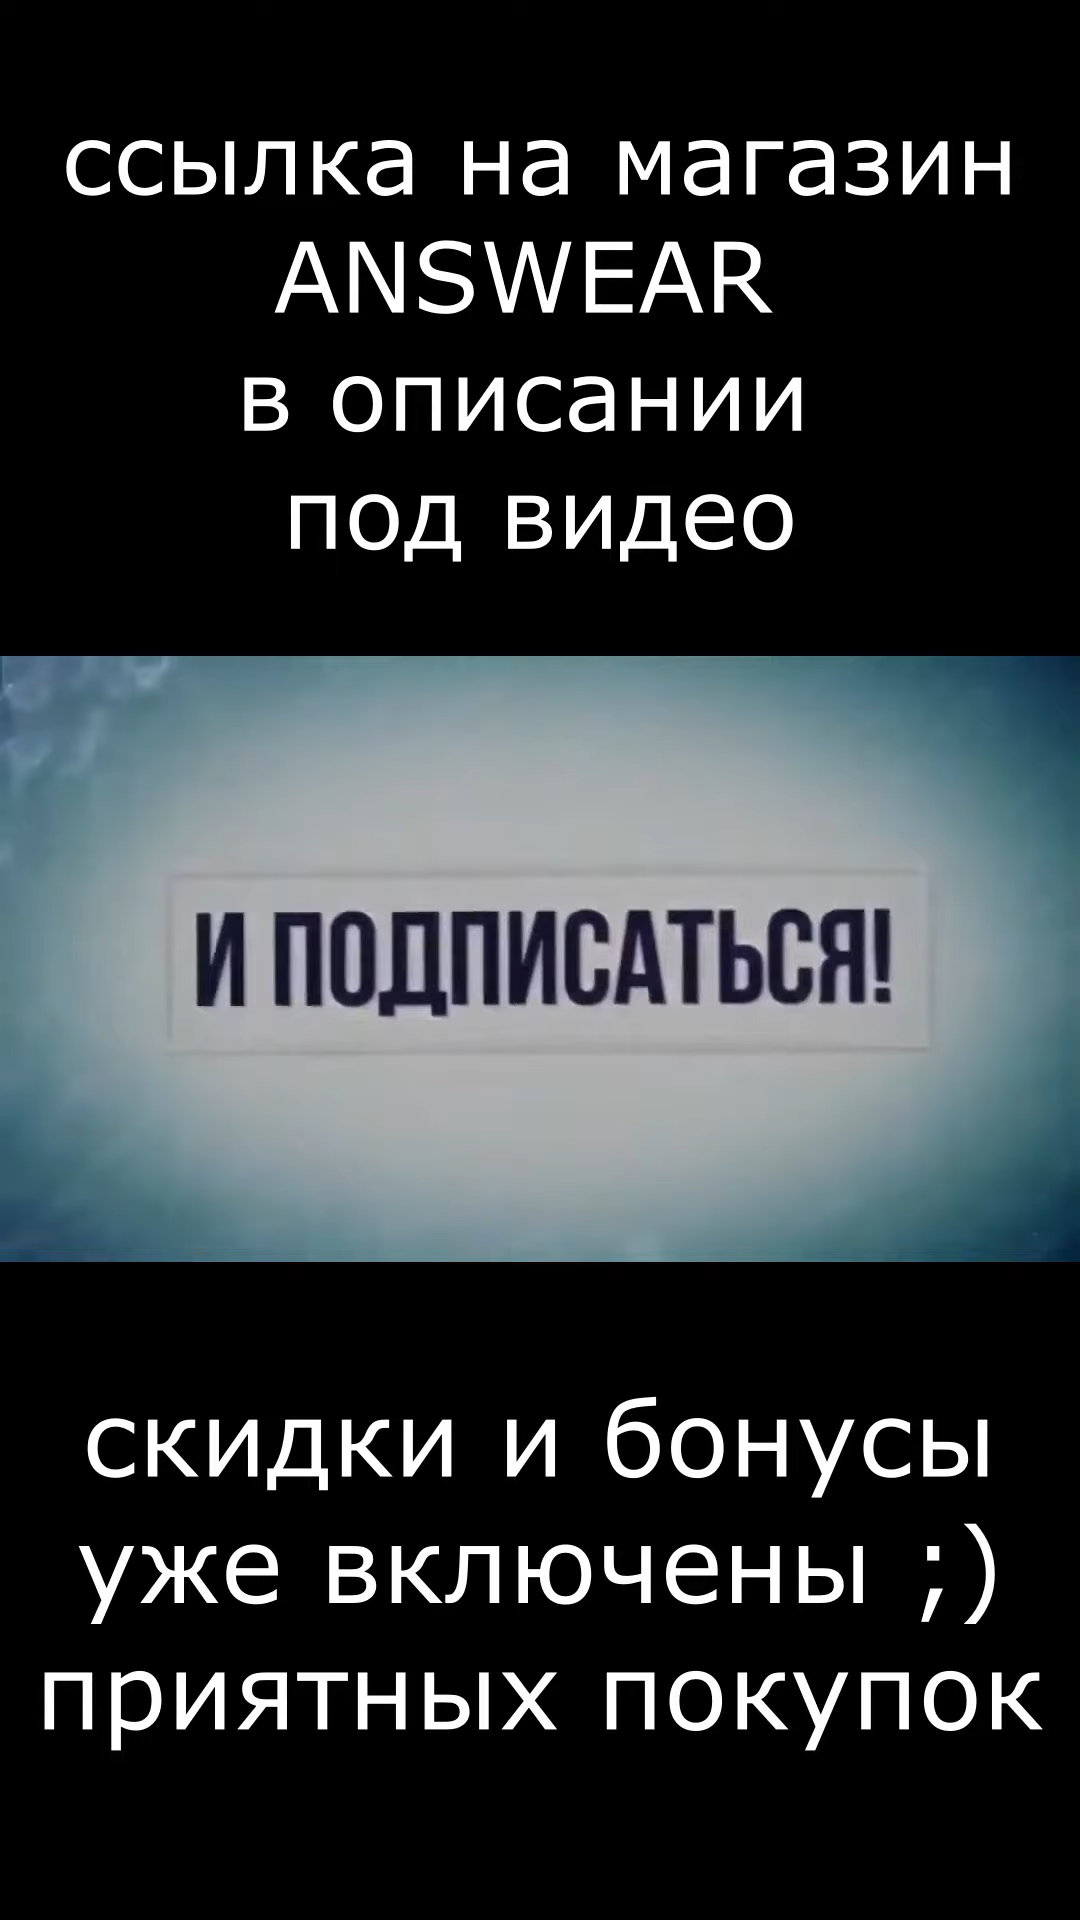 ссылка на магазин
ANSWEAR
в описании
под видео
И ПОДПИСАТЬСЯ!
скидки и бонусы
уже включены ;)
приятных покупок